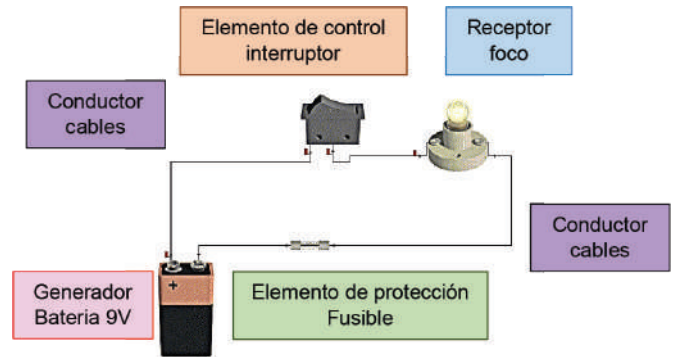 Elemento de control
interruptor
Receptor
foco
Conductor
cables
Conductor
cables
Generador
Bateria 9V
+
Elemento de protección
Fusible